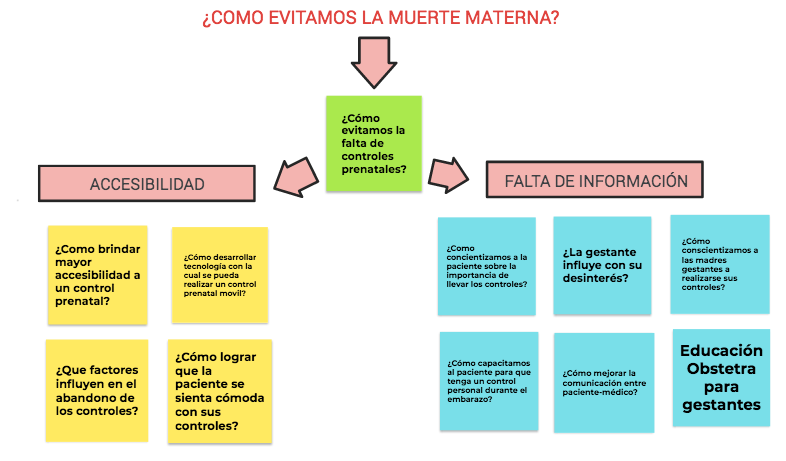 ¿COMO EVITAMOS LA MUERTE MATERNA?
¿Cómo
evitamos la
falta de
controles
prenatales?
ACCESIBILIDAD
FALTA DE INFORMACIÓN
¿Como brindar
mayor
accesibilidad a
un control
prenatal?
¿Cómo desarrollar
tecnología con la
cual se pueda
realizar un control
prenatal movil?
¿Que factores
influyen en el
abandono de
los controles?
¿Cómo lograr
que la
paciente se
sienta cómoda
con sus
controles?
¿Como
concientizamos a la
paciente sobre la
importancia de
llevar los controles?
¿La gestante
influye con su
desinterés?
¿Cómo
conscientizamos a
las madres
gestantes a
realizarse sus
controles?
¿Cómo capacitamos
al paciente para que
tenga un control
personal durante el
embarazo?
¿Cómo mejorar la
comunicación entre
paciente-médico?
Educación
Obstetra
para
gestantes